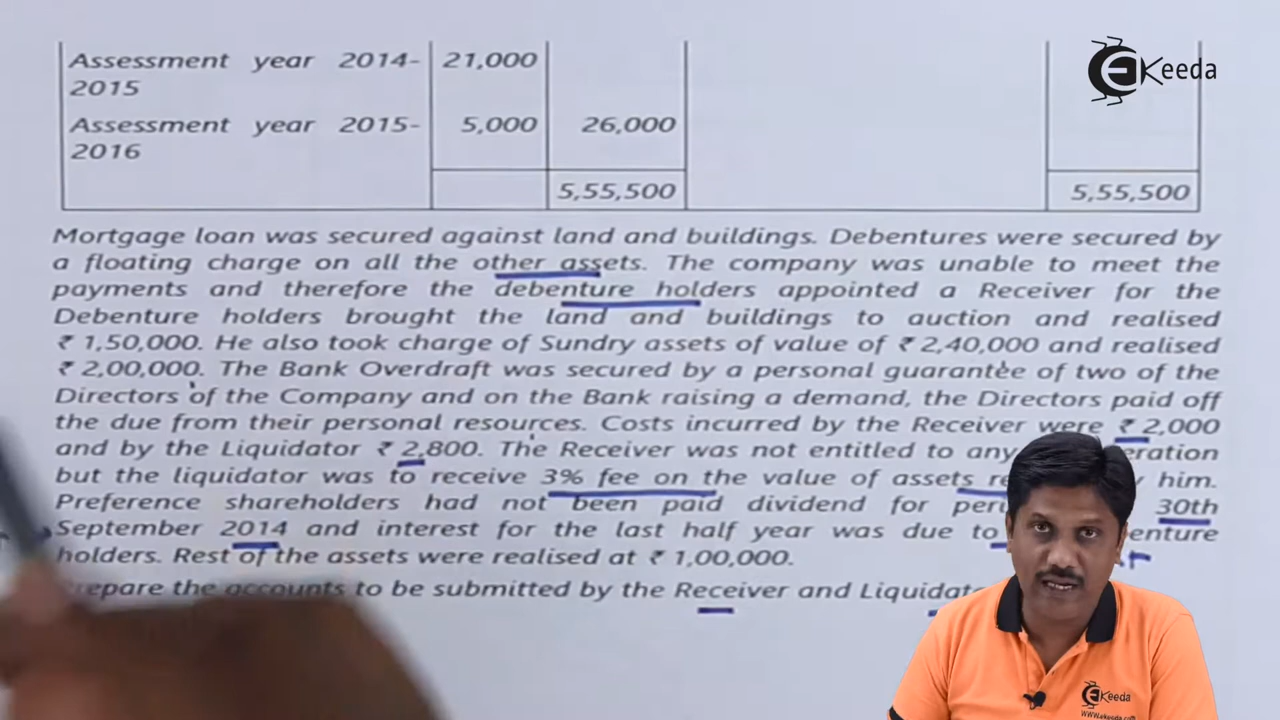 Assessment year 2014- 21,000
2015
Keeda
Assessment year 2015- 5,000 26,000
2016
5,55,500 5,55,500
Mortgage loan was secured against land and buildings. Debentures were secured by
a floating charge on all the other assets. The company was unable to meet the
payments and therefore the debenture holders appointed a Receiver for the
Debenture holders brought the land and buildings to auction and realised
₹ 1,50,000. He also took charge of Sundry assets of value of ₹ 2,40,000 and realised
₹ 2,00,000. The Bank Overdraft was secured by a personal guarantee of two of the
Directors of the Company and on the Bank raising a demand, the Directors paid off
the due from their personal resources. Costs incurred by the Receiver were ₹ 2,000
and by the Liquidator ₹ 2,800. The Receiver was not entitled to any
but the liquidator was to receive 3% fee on the value of assets him.
Preference shareholders had not been paid dividend for 30th
September 2014 and interest for the last half year was due to
holders. Rest of the assets were realised at ₹ 1,00,000.
the accounts to be submitted by the Receiver and
Keeda
www.ekeeda.com